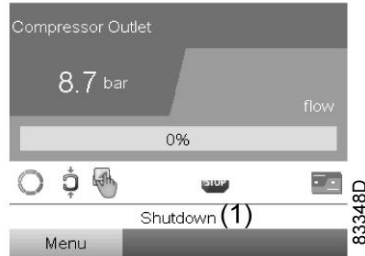 Compressor Outlet
8.7 bar
flow
0%
STOP
Shutdown (1)
Menu
83348D